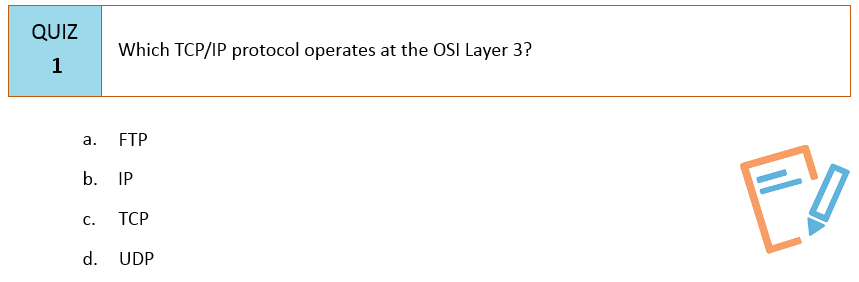 QUIZ
1
Which TCP/IP protocol operates at the OSI Layer 3?
a. FTP
b. IP
c. TCP
d. UDP